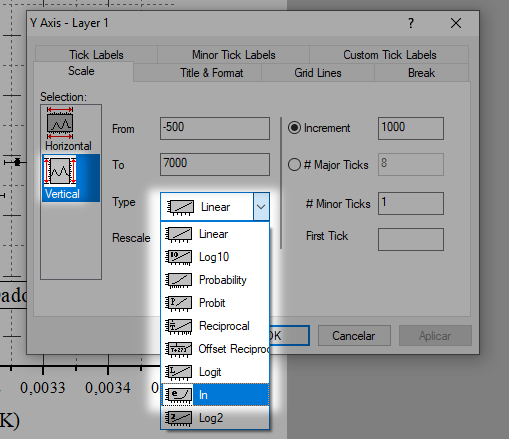 Y Axis - Layer 1
?
Tick Labels
Minor Tick Labels
Custom Tick Labels
Scale
Title & Format
Grid Lines
Break
Selection:
Horizontal
Vertical
From
-500
To
7000
Type
Linear
Rescale
Increment
1000
# Major Ticks
8
# Minor Ticks
1
First Tick
Linear
Log10
Probability
Probit
Reciprocal
Offset Reciproc
Logit
ln
Log2
OK
Cancelar
Aplicar
Dado
0,0033
0,0034
0,0
K)